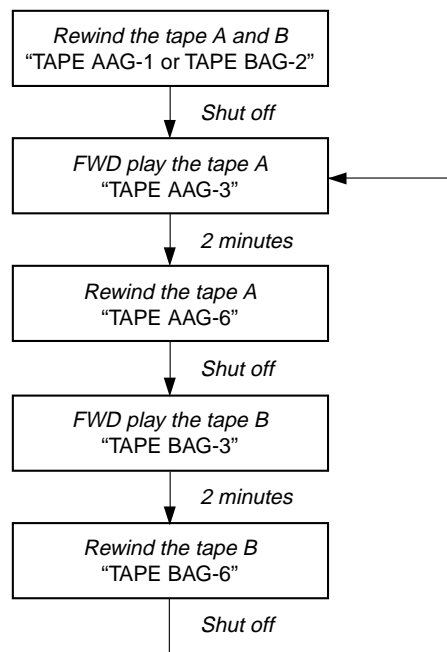 Rewind the tape A and B
“TAPE AAG-1 or TAPE BAG-2”
Shut off
FWD play the tape A
“TAPE AAG-3”
2 minutes
Rewind the tape A
“TAPE AAG-6”
Shut off
FWD play the tape B
“TAPE BAG-3”
2 minutes
Rewind the tape B
“TAPE BAG-6”
Shut off